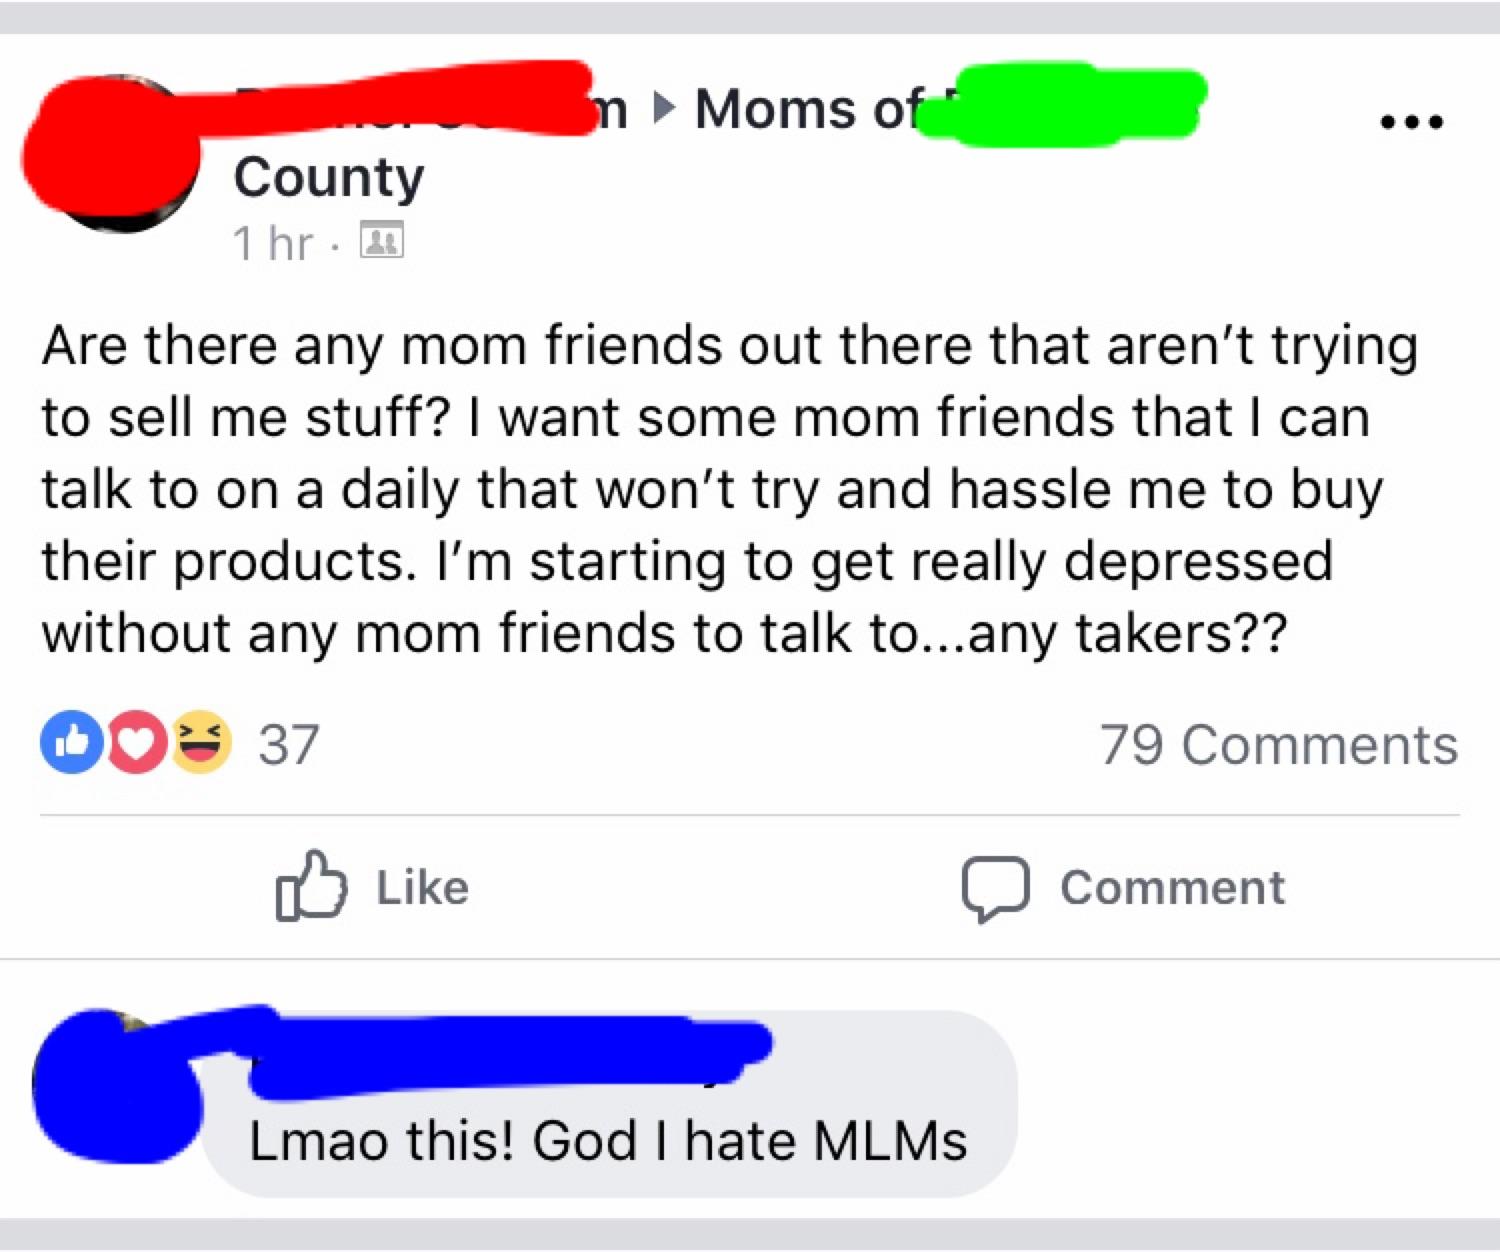 Moms of
County
1 hr ·
Are there any mom friends out there that aren't trying
to sell me stuff? I want some mom friends that I can
talk to on a daily that won't try and hassle me to buy
their products. I'm starting to get really depressed
without any mom friends to talk to...any takers??
37 79 Comments
Like Comment
Lmao this! God I hate MLMs